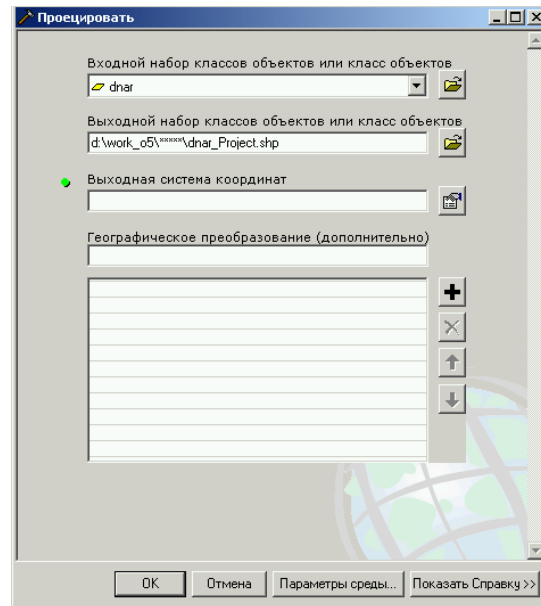 Проецировать
Входной набор классов объектов или класс объектов
dnar
Выходной набор классов объектов или класс объектов
d:\work_o5\*****\dnar_Project.shp
Выходная система координат
Географическое преобразование (дополнительно)
OK Отмена Параметры среды... Показать Справку >>